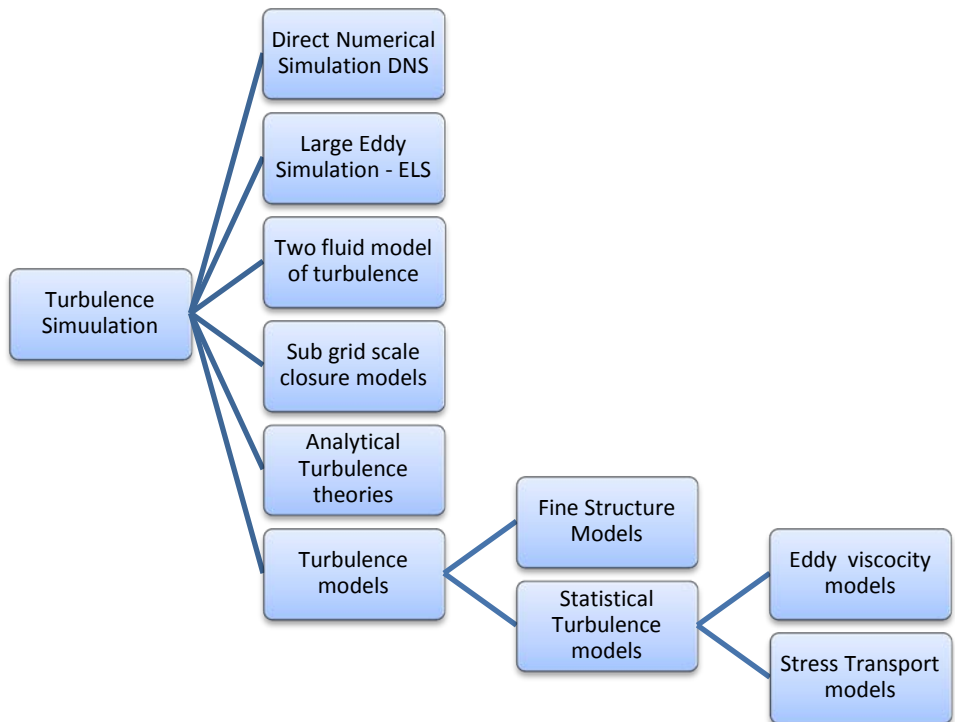 Direct Numerical
Simulation DNS
Large Eddy
Simulation - ELS
Two fluid model
of turbulence
Turbulence
Simuulation
Sub grid scale
closure models
Analytical
Turbulence
theories
Turbulence
models
Fine Structure
Models
Statistical
Turbulence
models
Eddy viscocity
models
Stress Transport
models